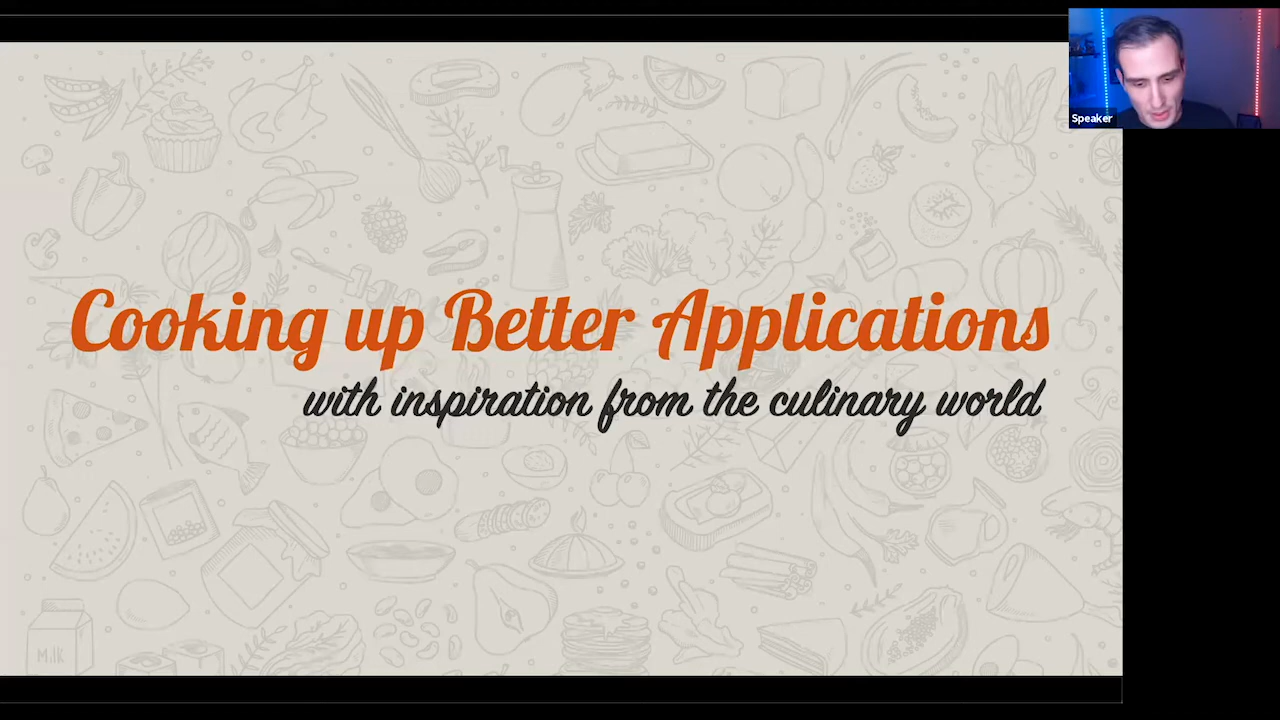 Speaker
Cooking up Better Applications
with inspiration from the culinary world
MilK